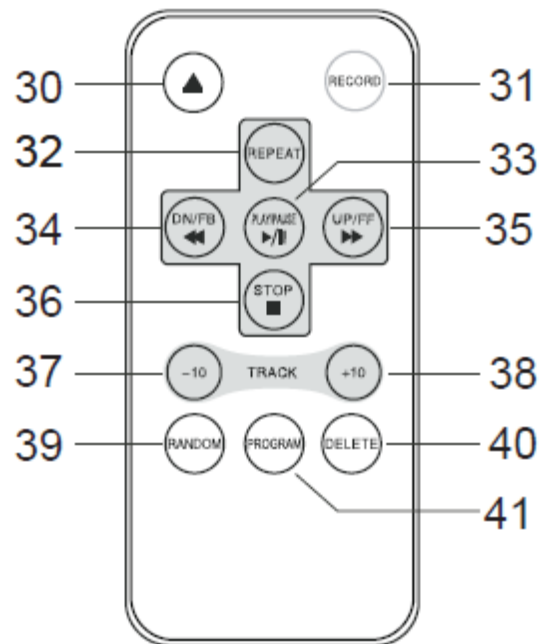 30
31
RECORD
32
REPEAT
33
34
DN/FB
PLAY/PAUSE
UP/FF
35
36
STOP
37
-10
TRACK
+10
38
39
RANDOM
PROGRAM
DELETE
40
41